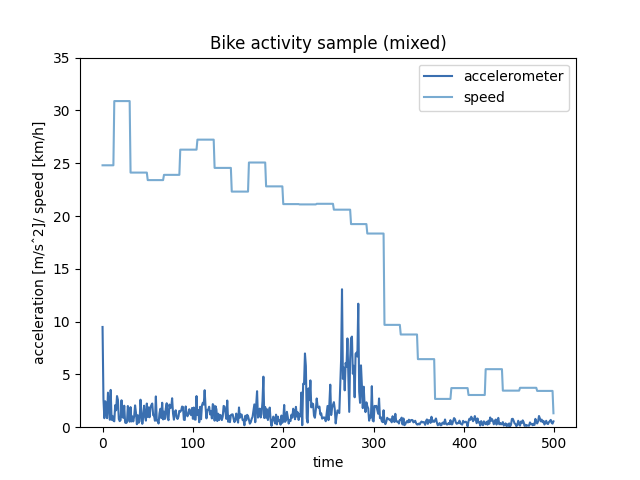 Bike activity sample (mixed)
accelerometer
speed
acceleration [m/sˆ2]/ speed [km/h]
35
30
25
20
15
10
5
0
0 100 200 300 400 500
time